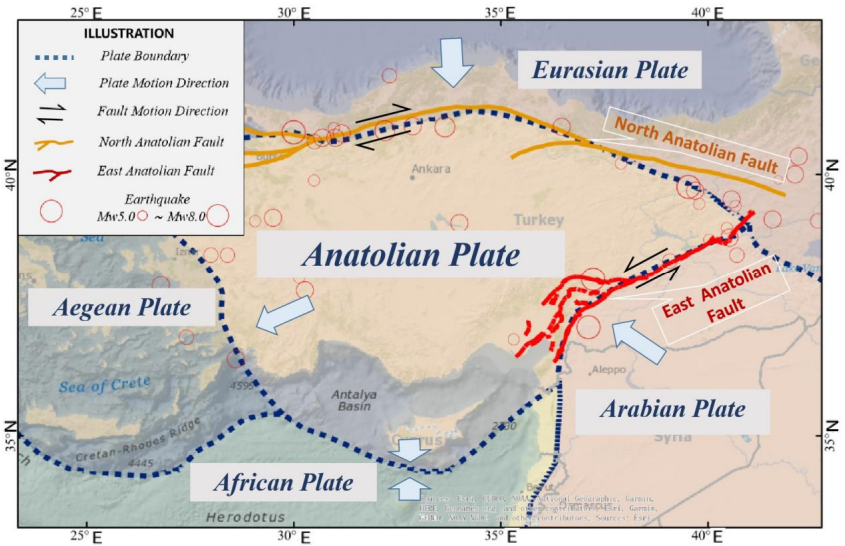 25° E
30°E
35°E
40°E
ILLUSTRATION
Plate Boundary
Plate Motion Direction
Fault Motion Direction
North Anatolian Fault
East Anatolian Fault
Earthquake
Mw5.0 ~ Mw8.0
Eurasian Plate
North Anatolian Fault
40°N
40°N
Ankara
Turkey
Anatolian Plate
Sea
Aegean Plate
East Anatolian
Fault
Sea of Crete
4595
Antalya
Basin
Aleppo
Arabian Plate
Syria
35°N
35°N
Cretan-Rhodes Ridge
4445
African Plate
Herodotus
25°E
30°E
35°E
40°E